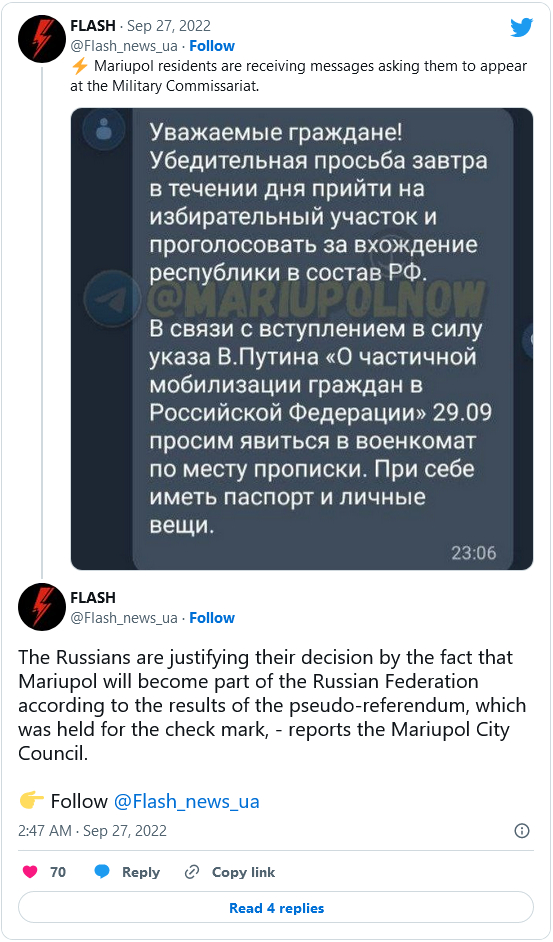 FLASH · Sep 27, 2022
@Flash_news_ua · Follow
⚡ Mariupol residents are receiving messages asking them to appear
at the Military Commissariat.
Уважаемые граждане!
Убедительная просьба завтра
в течении дня прийти на
избирательный участок и
проголосовать за вхождение
республики в состав РФ.
@MARIUPOLNOW
В связи с вступлением в силу
указа В.Путина «О частичной
мобилизации граждан в
Российской Федерации» 29.09
просим явиться в военкомат
по месту прописки. При себе
иметь паспорт и личные
вещи.
23:06
FLASH
@Flash_news_ua · Follow
The Russians are justifying their decision by the fact that
Mariupol will become part of the Russian Federation
according to the results of the pseudo-referendum, which
was held for the check mark, - reports the Mariupol City
Council.
👉 Follow @Flash_news_ua
2:47 AM · Sep 27, 2022
70 Reply Copy link
Read 4 replies